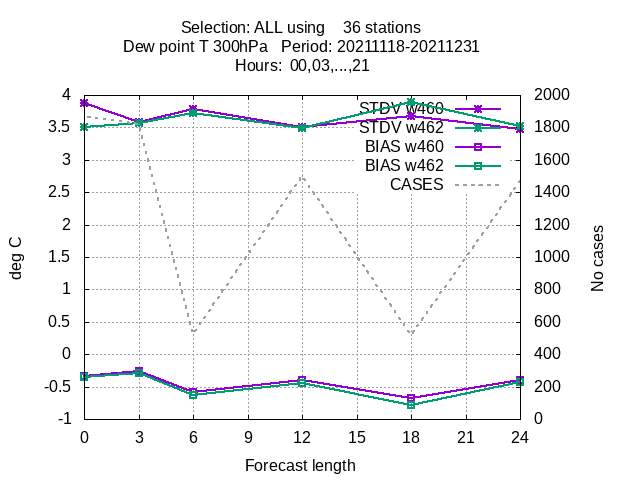 Selection: ALL using    36 stations
Dew point T 300hPa   Period: 20211118-20211231
Hours:  00,03,...,21
4 2000
3.5 STDV w460 1800
STDV w462
3 BIAS w460 1600
BIAS w462
2.5 CASES 1400
2 1200
1.5 1000
1 800
0.5 600
0 400
-0.5 200
-1 0
deg C
No cases
0 3 6 9 12 15 18 21 24
Forecast length